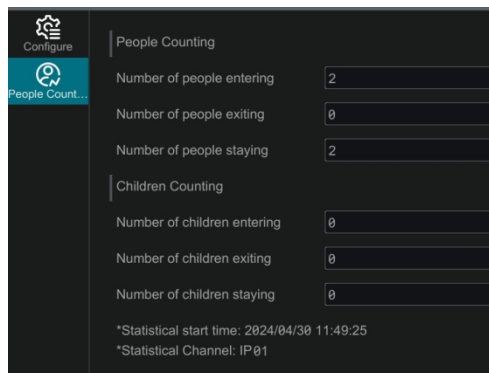 Configure
People Count...
People Counting
Number of people entering 2
Number of people exiting 0
Number of people staying 2
Children Counting
Number of children entering 0
Number of children exiting 0
Number of children staying 0
*Statistical start time: 2024/04/30 11:49:25
*Statistical Channel: IP01